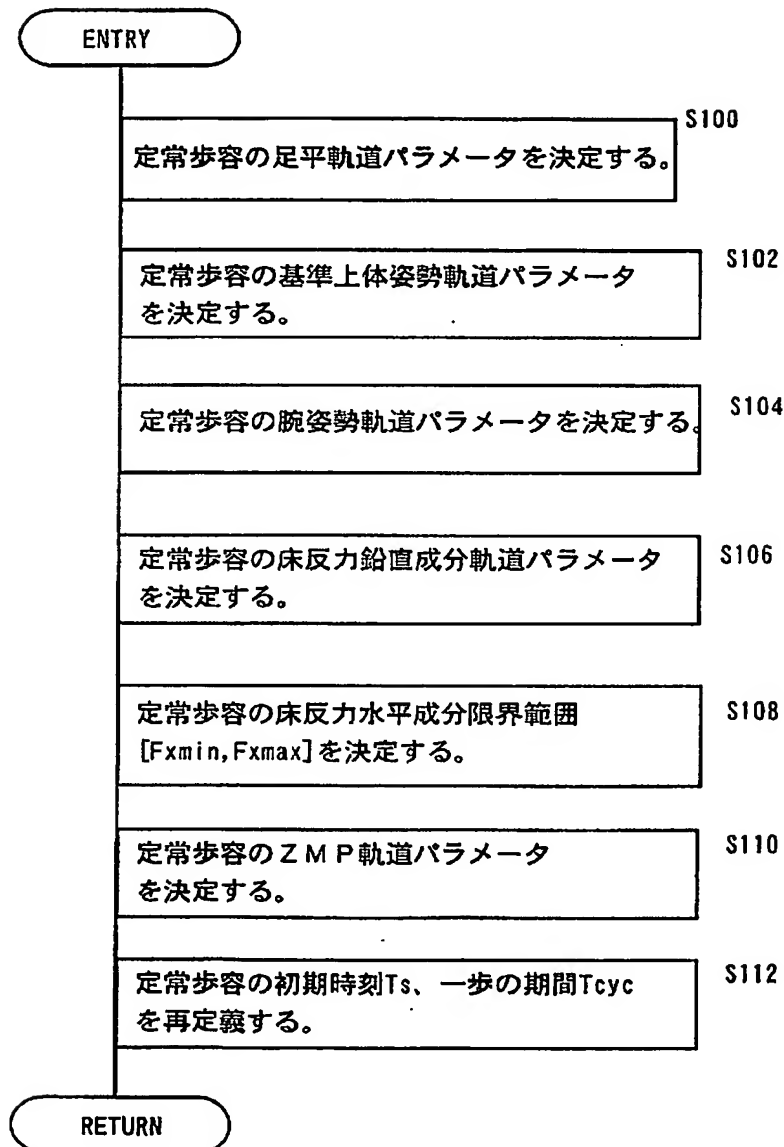 ENTRY
S100
定常歩容の足平軌道パラメータを決定する。
S102
定常歩容の基準上体姿勢軌道パラメータ
を決定する。
S104
定常歩容の腕姿勢軌道パラメータを決定する。
S106
定常歩容の床反力鉛直成分軌道パラメータ
を決定する。
S108
定常歩容の床反力水平成分限界範囲
[Fxmin,Fxmax]を決定する。
S110
定常歩容のＺＭＰ軌道パラメータ
を決定する。
S112
定常歩容の初期時刻Ts、一歩の期間Tcyc
を再定義する。
RETURN